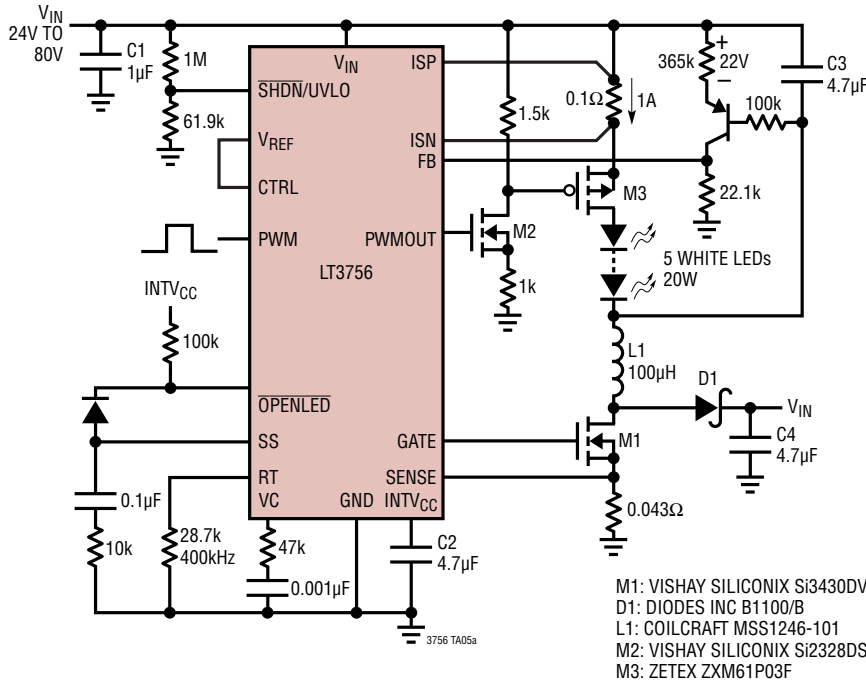 VIN
24V TO
80V
C1
1µF
1M
61.9k
VIN
ISP
SHDN/UVLO
VREF
ISN
FB
CTRL
PWM
PWMOUT
LT3756
INTVCC
100k
OPENLED
SS
GATE
RT
SENSE
VC
GND
INTVCC
0.1µF
10k
28.7k
400kHz
47k
0.001µF
C2
4.7µF
3756 TA05a
1.5k
0.1Ω
1A
365k
+
22V
–
C3
4.7µF
100k
22.1k
M3
M2
1k
5 WHITE LEDs
20W
L1
100µH
D1
VIN
C4
4.7µF
M1
0.043Ω
M1: VISHAY SILICONIX Si3430DV
D1: DIODES INC B1100/B
L1: COILCRAFT MSS1246-101
M2: VISHAY SILICONIX Si2328DS
M3: ZETEX ZXM61P03F